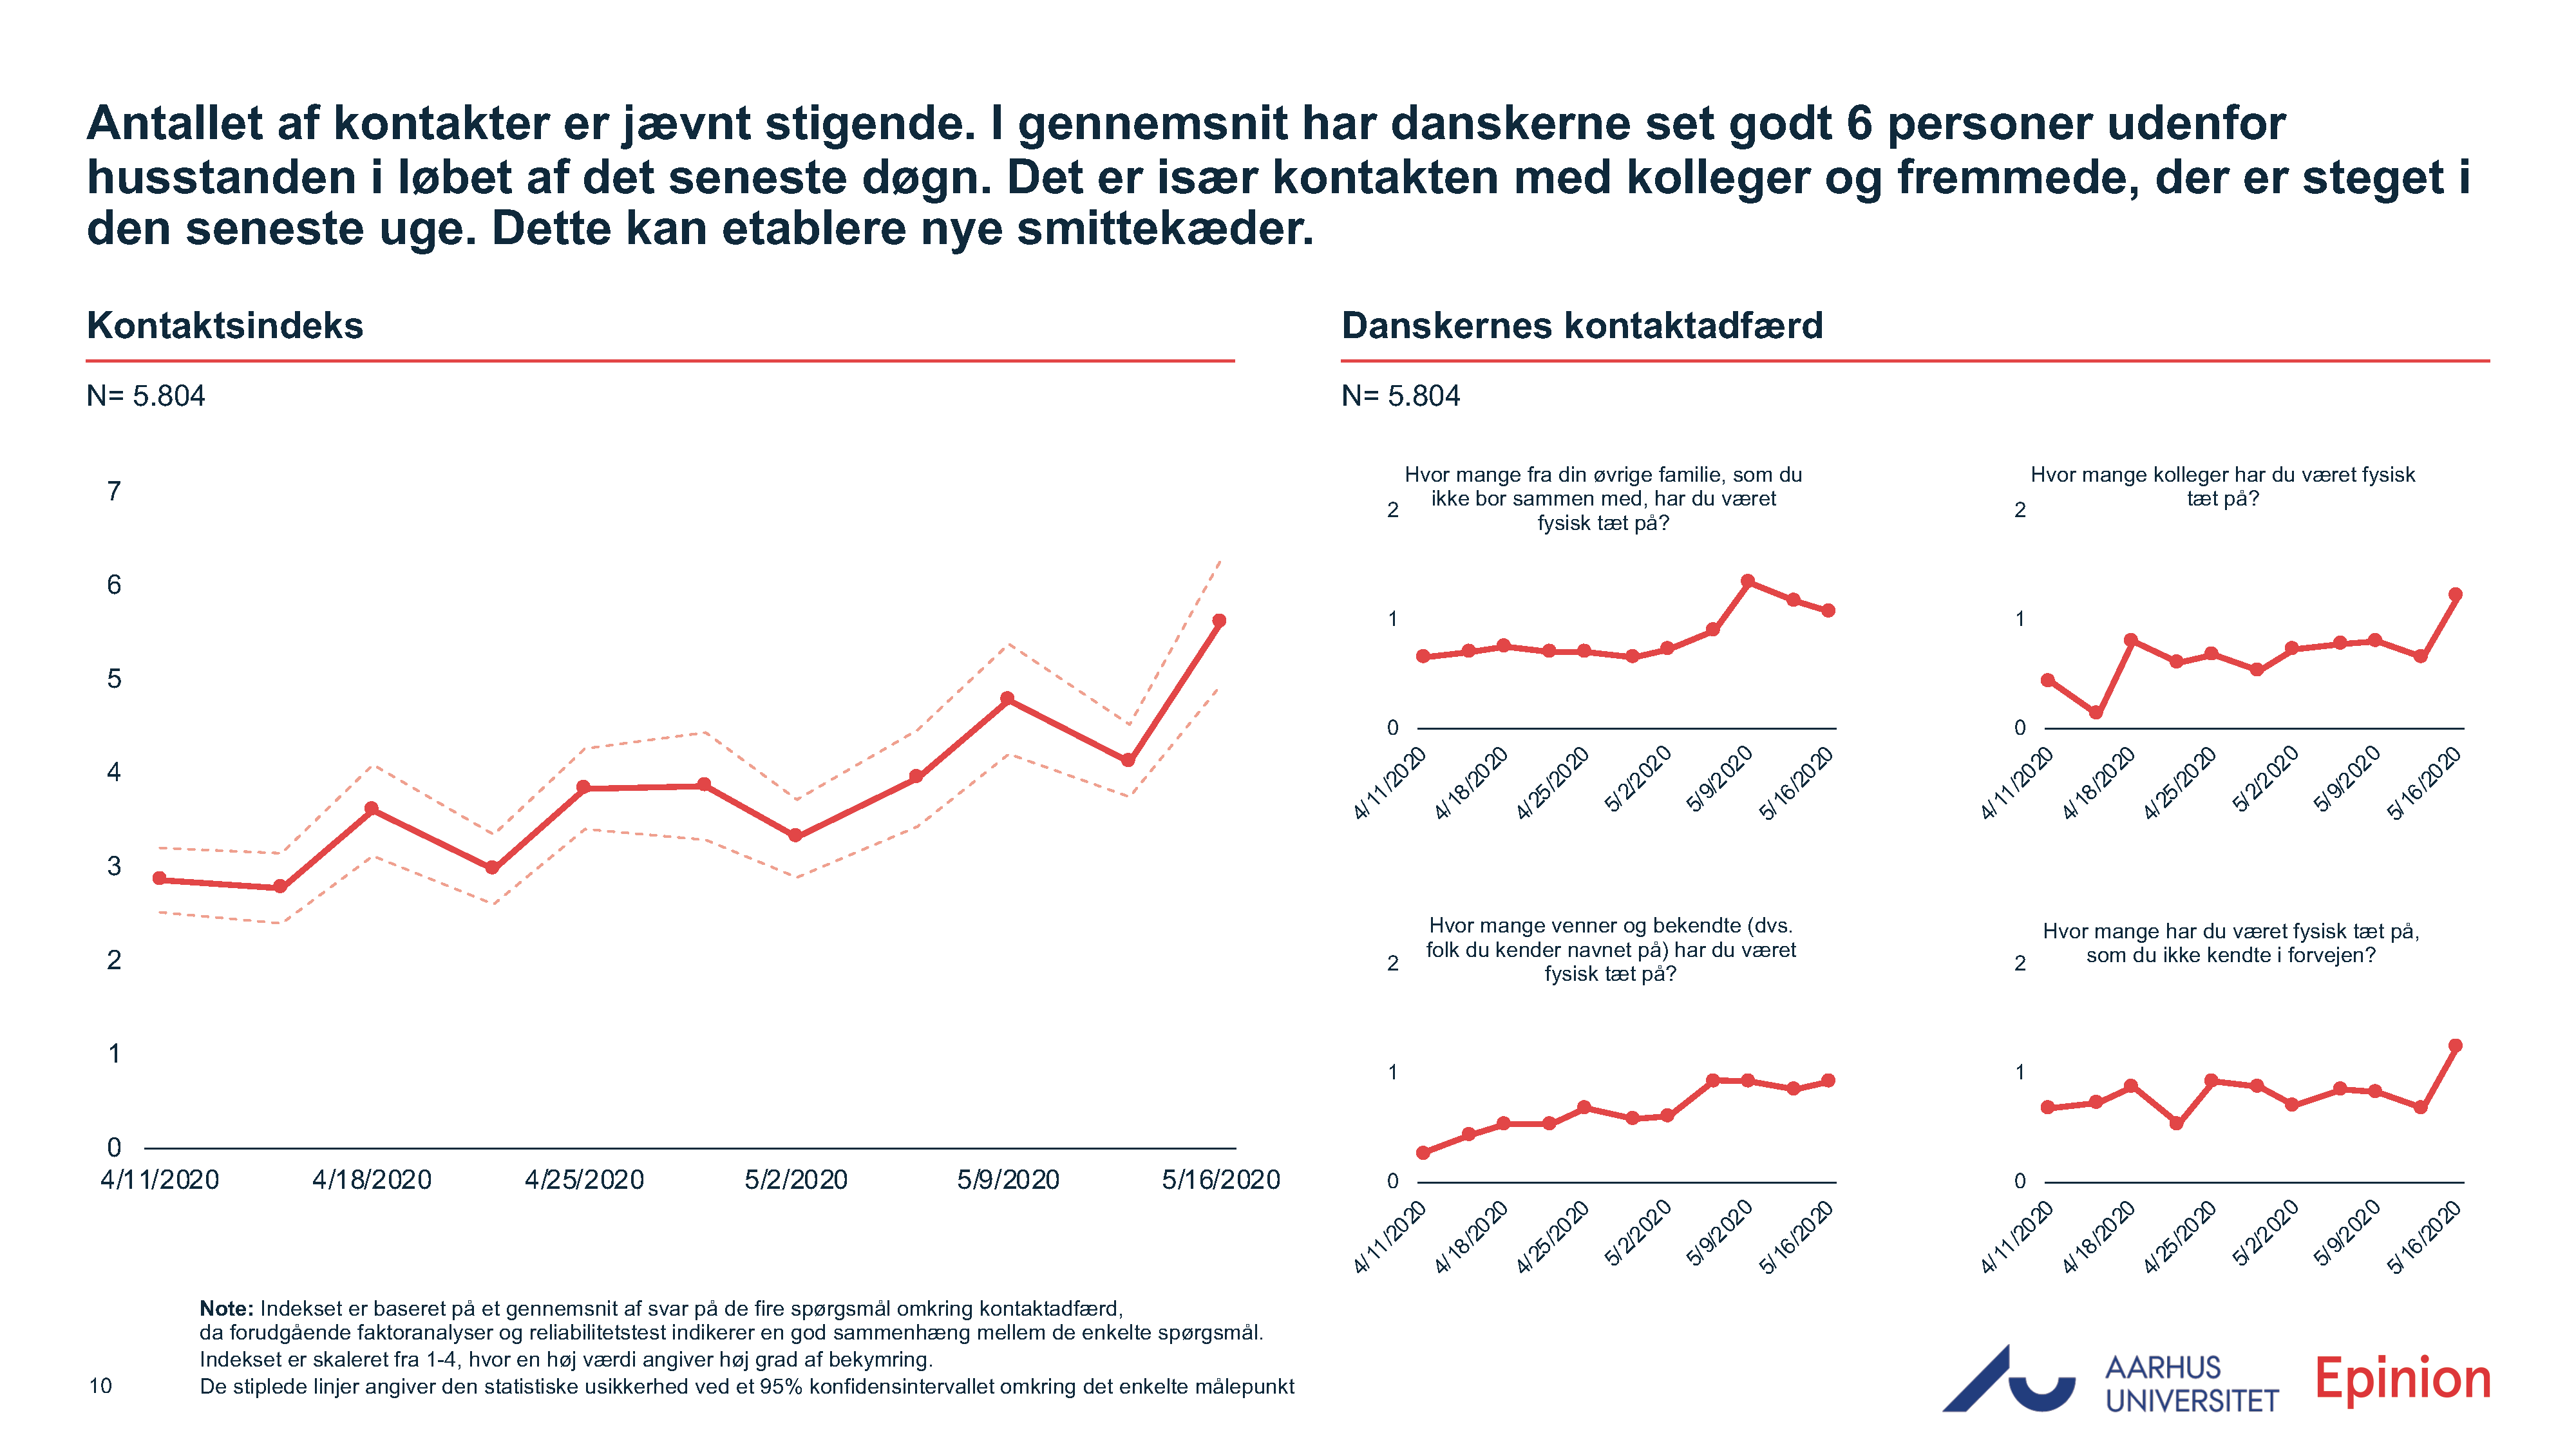 Antallet af kontakter er jævnt stigende. I gennemsnit har danskerne set godt 6 personer udenfor
husstanden i løbet af det seneste døgn. Det er især kontakten med kolleger og fremmede, der er steget i
den seneste uge. Dette kan etablere nye smittekæder.
Kontaktsindeks
N= 5.804
7
6
5
4
3
2
1
0
4/11/2020 4/18/2020 4/25/2020 5/2/2020 5/9/2020 5/16/2020
Danskernes kontaktadfærd
N= 5.804
Hvor mange fra din øvrige familie, som du
ikke bor sammen med, har du været
fysisk tæt på?
2
1
0
4/11/2020 4/18/2020 4/25/2020 5/2/2020 5/9/2020 5/16/2020
Hvor mange kolleger har du været fysisk
tæt på?
2
1
0
4/11/2020 4/18/2020 4/25/2020 5/2/2020 5/9/2020 5/16/2020
Hvor mange venner og bekendte (dvs.
folk du kender navnet på) har du været
fysisk tæt på?
2
1
0
4/11/2020 4/18/2020 4/25/2020 5/2/2020 5/9/2020 5/16/2020
Hvor mange har du været fysisk tæt på,
som du ikke kendte i forvejen?
2
1
0
4/11/2020 4/18/2020 4/25/2020 5/2/2020 5/9/2020 5/16/2020
Note: Indekset er baseret på et gennemsnit af svar på de fire spørgsmål omkring kontaktadfærd,
da forudgående faktoranalyser og reliabilitetstest indikerer en god sammenhæng mellem de enkelte spørgsmål.
Indekset er skaleret fra 1-4, hvor en høj værdi angiver høj grad af bekymring.
De stiplede linjer angiver den statistiske usikkerhed ved et 95% konfidensintervallet omkring det enkelte målepunkt
10
AARHUS
UNIVERSITET
Epinion